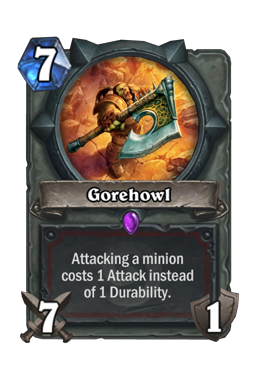 7
Gorehowl
Attacking a minion
costs 1 Attack instead
of 1 Durability.
7 1